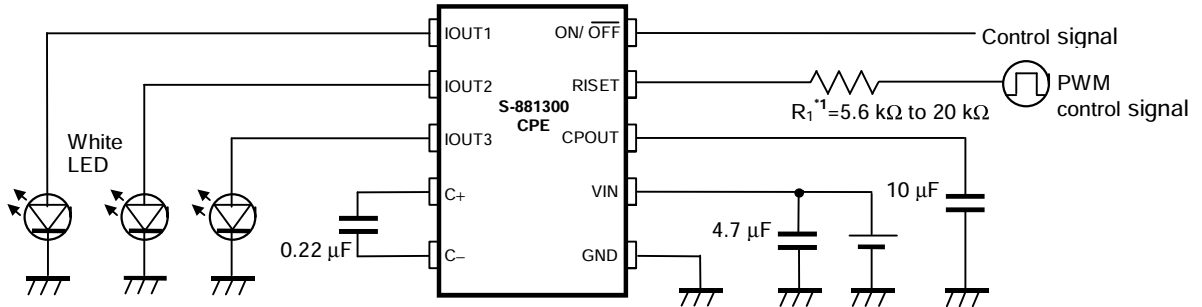 IOUT1
ON/ OFF
Control signal
IOUT2
RISET
S-881300
CPE
PWM
control signal
R1*1=5.6 kΩ to 20 kΩ
White
LED
IOUT3
CPOUT
C+
VIN
10 μF
0.22 μF
4.7 μF
C−
GND